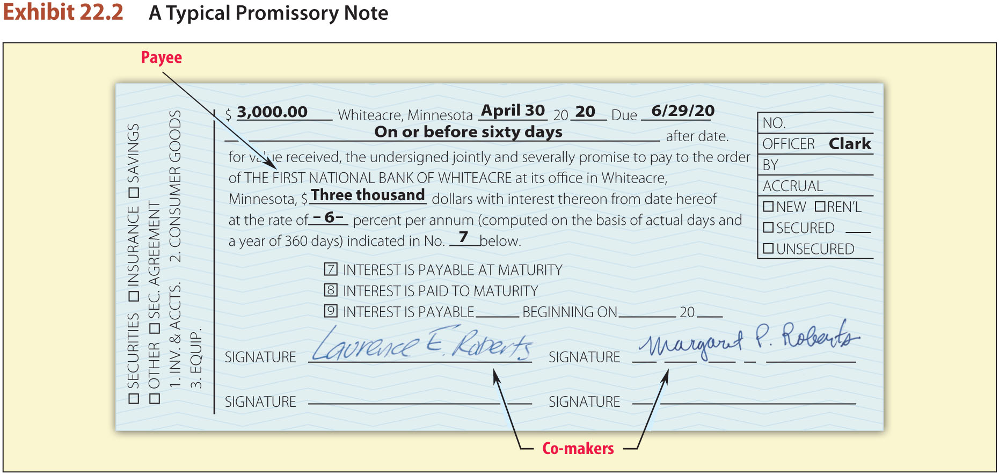 Exhibit 22.2 A Typical Promissory Note
Payee
$ 3,000.00 Whiteacre, Minnesota April 30 20 20 Due 6/29/20
On or before sixty days after date.
for value received, the undersigned jointly and severally promise to pay to the order
of THE FIRST NATIONAL BANK OF WHITEACRE at its office in Whiteacre,
Minnesota, $ Three thousand dollars with interest thereon from date hereof
at the rate of – 6 – percent per annum (computed on the basis of actual days and
a year of 360 days) indicated in No. 7 below.
7 INTEREST IS PAYABLE AT MATURITY
8 INTEREST IS PAID TO MATURITY
9 INTEREST IS PAYABLE BEGINNING ON 20
SIGNATURE Laurence E. Roberts SIGNATURE Margaret P. Roberts
SIGNATURE SIGNATURE
Co-makers
NO.
OFFICER Clark
BY
ACCRUAL
NEW REN'L
SECURED
UNSECURED
SECURITIES INSURANCE SAVINGS
OTHER SEC. AGREEMENT
1. INV. & ACCTS. 2. CONSUMER GOODS
3. EQUIP.